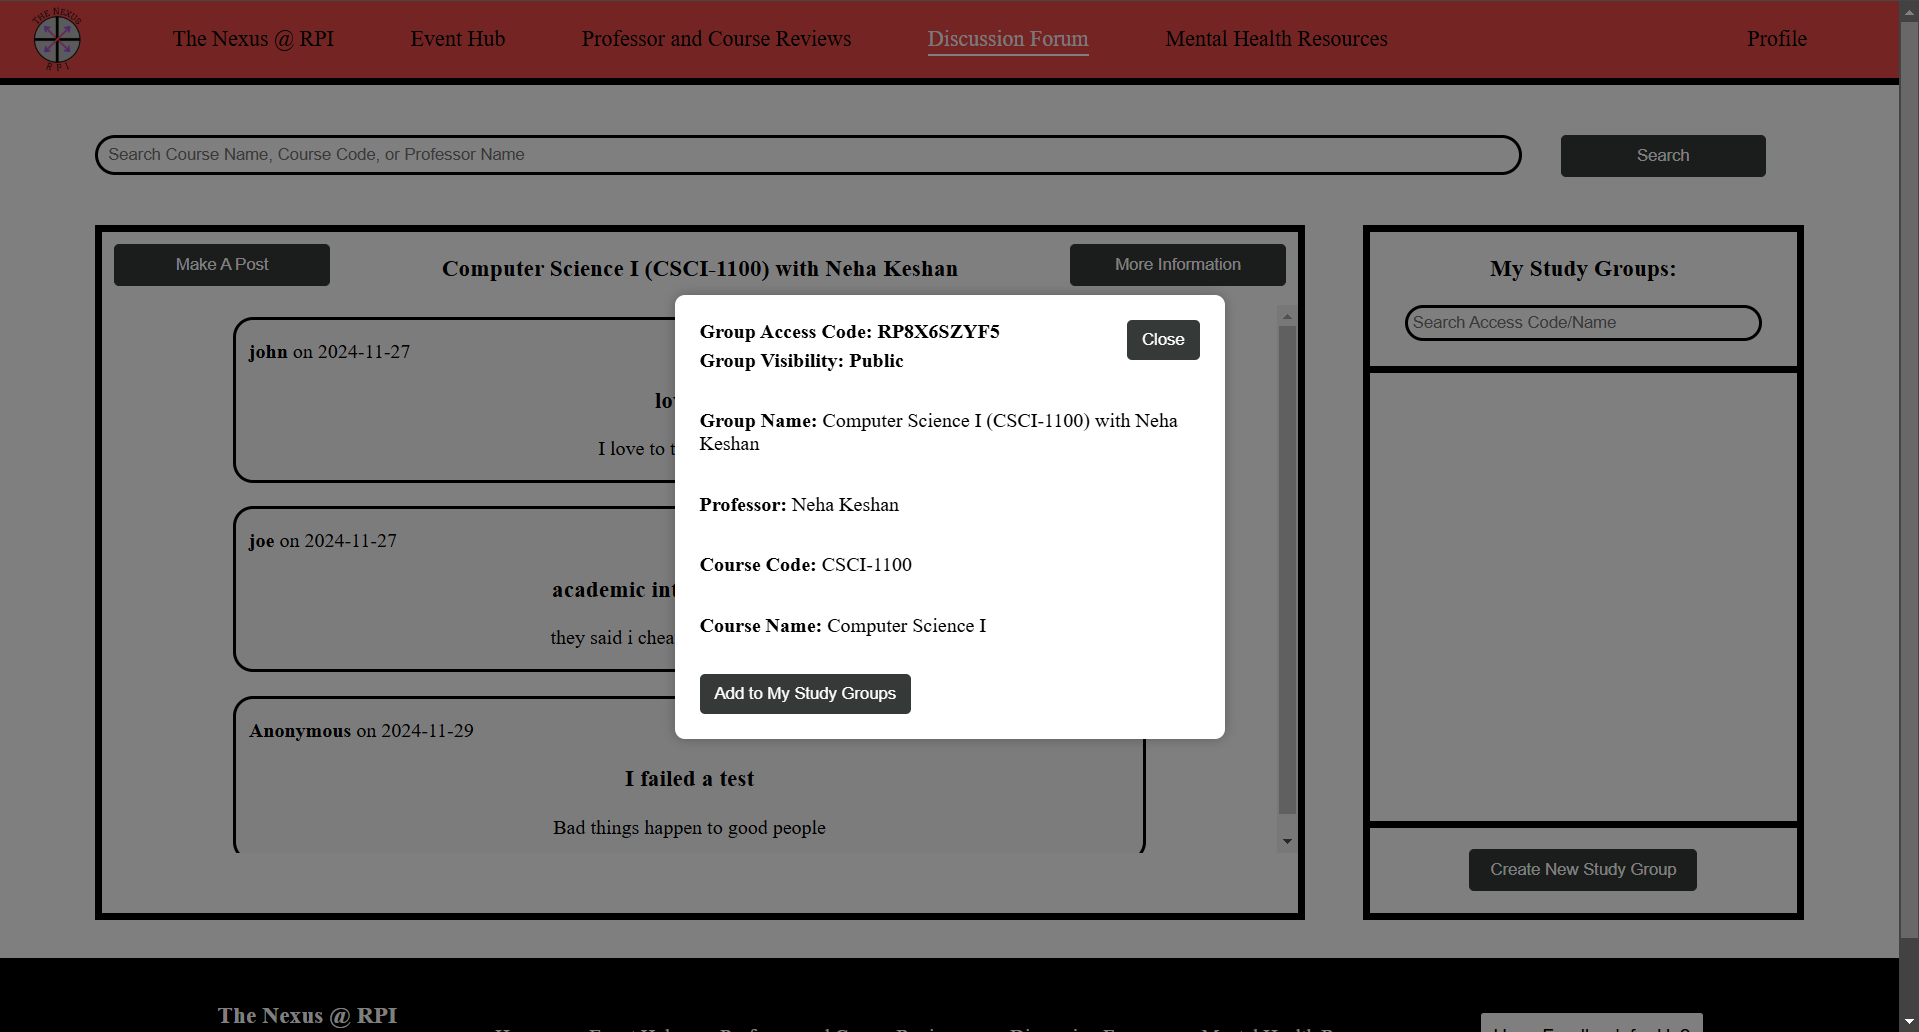 THE NEXUS
RPI
The Nexus @ RPI
Event Hub
Professor and Course Reviews
Discussion Forum
Mental Health Resources
Profile
Search Course Name, Course Code, or Professor Name
Search
Make A Post
Computer Science I (CSCI-1100) with Neha Keshan
More Information
john on 2024-11-27
I love to t
joe on 2024-11-27
academic int
they said i chea
Anonymous on 2024-11-29
I failed a test
Bad things happen to good people
Group Access Code: RP8X6SZYF5
Close
Group Visibility: Public
Group Name: Computer Science I (CSCI-1100) with Neha
Keshan
Professor: Neha Keshan
Course Code: CSCI-1100
Course Name: Computer Science I
Add to My Study Groups
My Study Groups:
Search Access Code/Name
Create New Study Group
The Nexus @ RPI